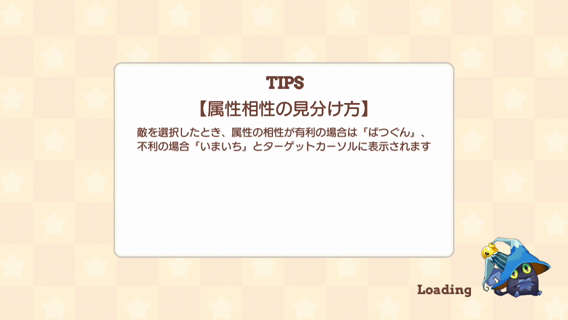 TIPS
【属性相性の見分け方】
敵を選択したとき、属性の相性が有利の場合は「ばつぐん」、
不利の場合「いまいち」とターゲットカーソルに表示されます
Loading